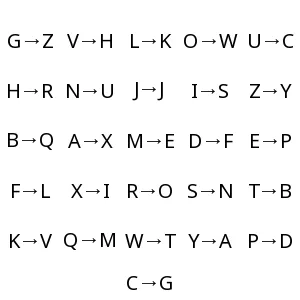 G→Z V→H L→K O→W U→C
H→R N→U J→J I→S Z→Y
B→Q A→X M→E D→F E→P
F→L X→I R→O S→N T→B
K→V Q→M W→T Y→A P→D
C→G